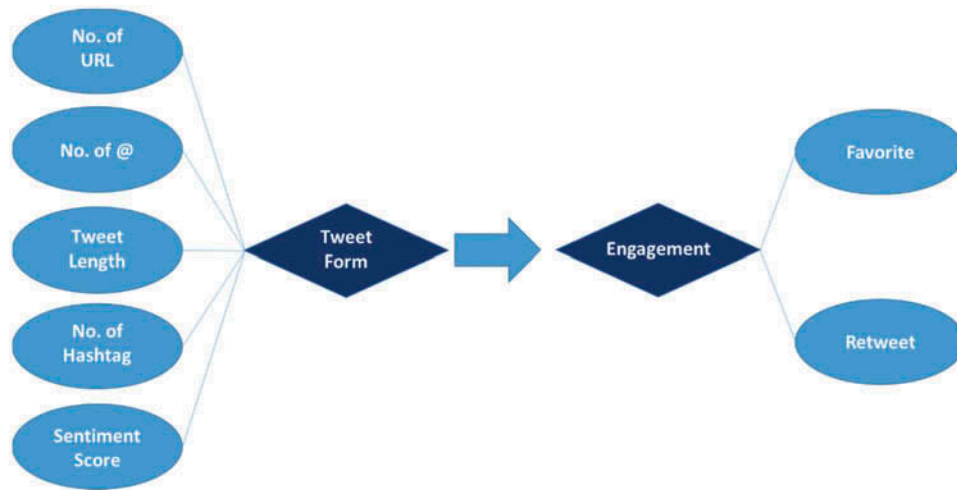 No. of
URL
No. of @
Tweet
Length
No. of
Hashtag
Sentiment
Score
Tweet
Form
Engagement
Favorite
Retweet